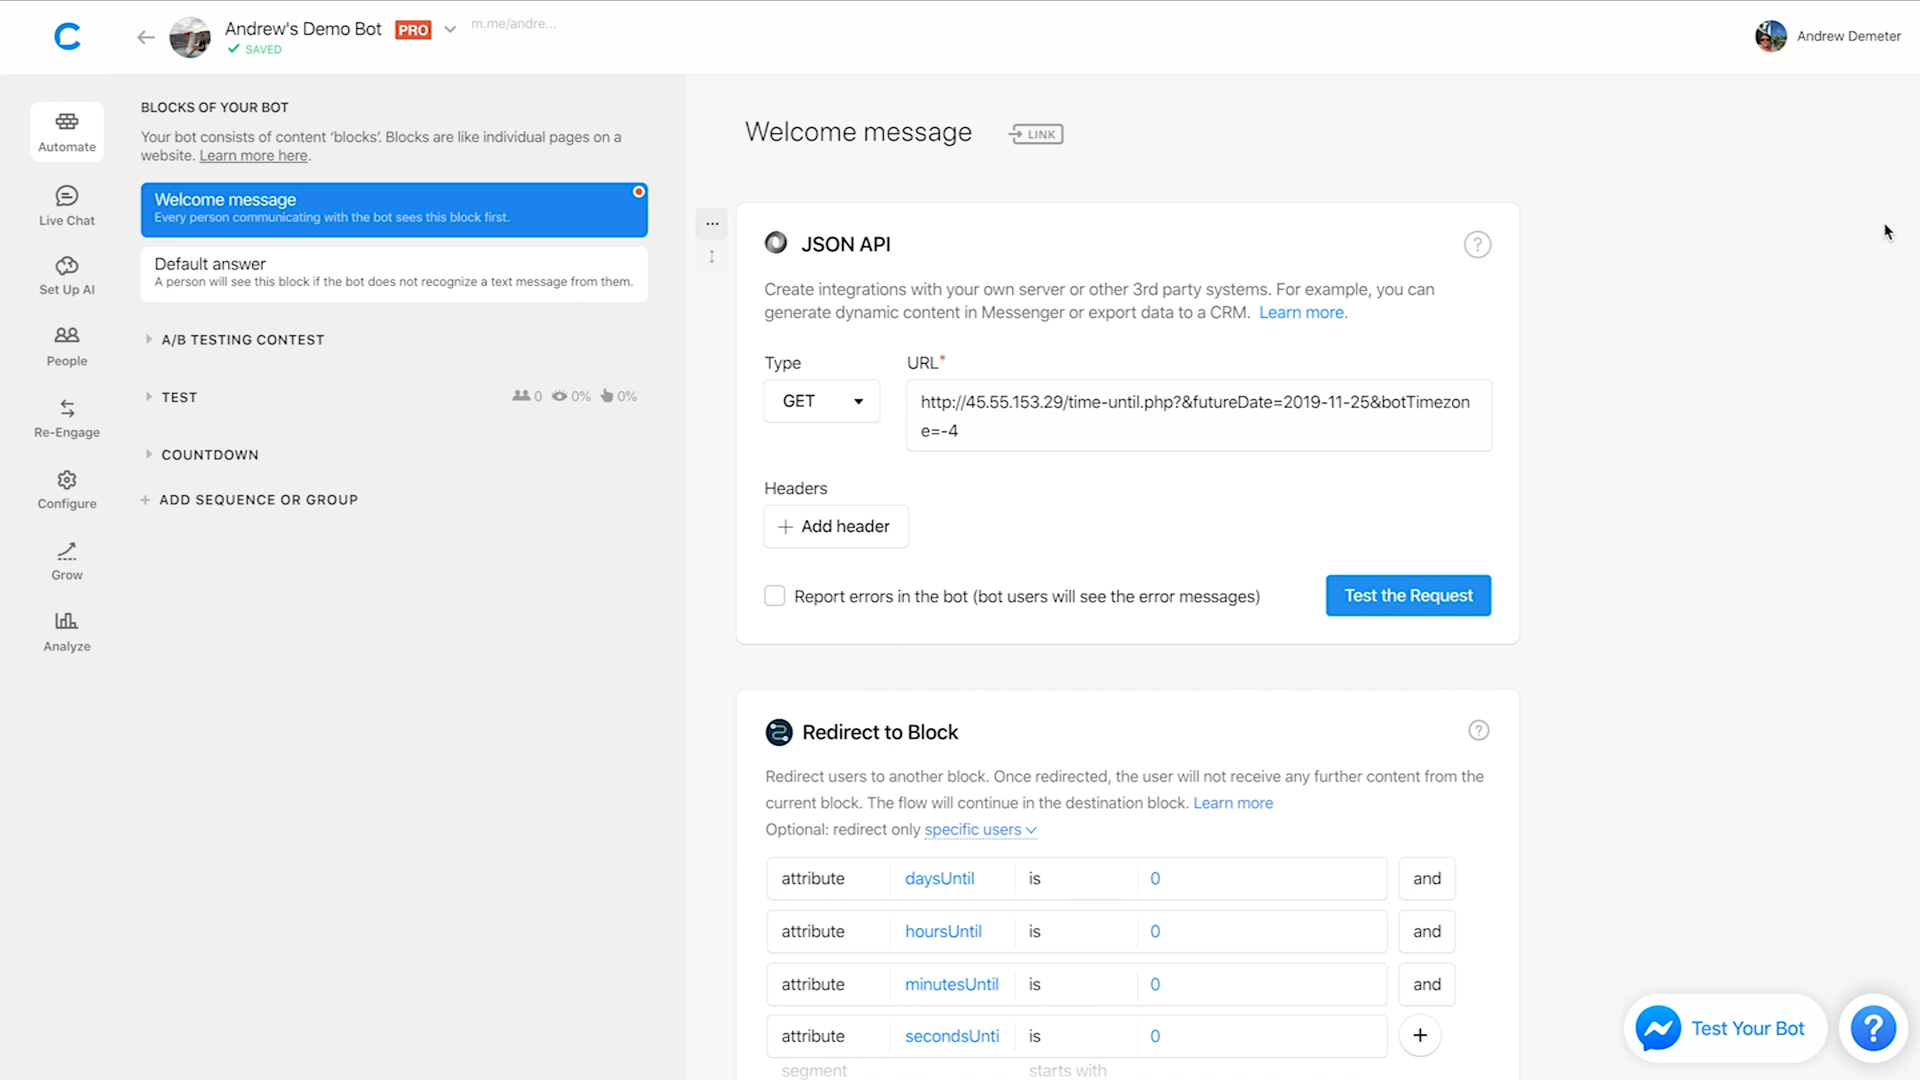 Andrew's Demo Bot PRO m.me/andre...
SAVED
Andrew Demeter
Automate
Live Chat
Set Up AI
People
Re-Engage
Configure
Grow
Analyze
BLOCKS OF YOUR BOT
Your bot consists of content ‘blocks’. Blocks are like individual pages on a
website. Learn more here.
Welcome message
Every person communicating with the bot sees this block first.
Default answer
A person will see this block if the bot does not recognize a text message from them.
A/B TESTING CONTEST
TEST 0 0% 0%
COUNTDOWN
+ ADD SEQUENCE OR GROUP
Welcome message LINK
...
JSON API ?
Create integrations with your own server or other 3rd party systems. For example, you can
generate dynamic content in Messenger or export data to a CRM. Learn more.
Type URL*
GET
http://45.55.153.29/time-until.php?&futureDate=2019-11-25&botTimezon
e=-4
Headers
+ Add header
Report errors in the bot (bot users will see the error messages) Test the Request
Redirect to Block ?
Redirect users to another block. Once redirected, the user will not receive any further content from the
current block. The flow will continue in the destination block. Learn more
Optional: redirect only specific users
attribute daysUntil is 0 and
attribute hoursUntil is 0 and
attribute minutesUntil is 0 and
attribute secondsUnti is 0 +
segment starts with
Test Your Bot ?